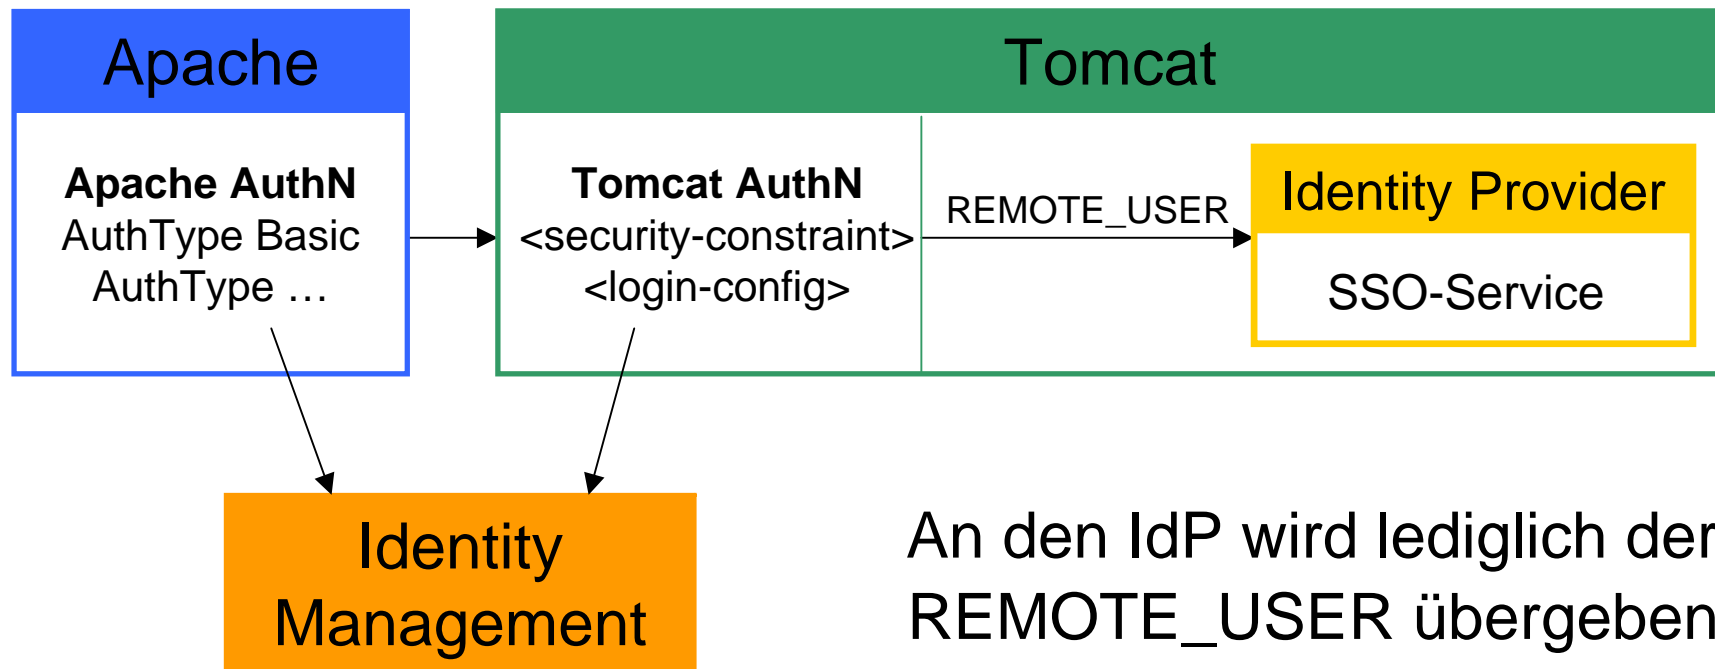 Apache
Tomcat
Apache AuthN
AuthType Basic
AuthType …
Tomcat AuthN
<security-constraint>
<login-config>
REMOTE_USER
Identity Provider
SSO-Service
Identity
Management
An den IdP wird lediglich der
REMOTE_USER übergeben